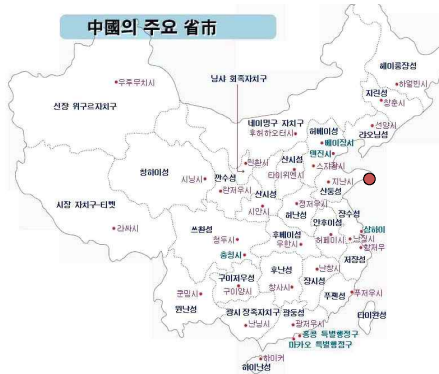 中國의 주요 省市
헤이룽장성
하얼빈시
닝샤 회족자치구
우루무치시
지린성
창춘시
신장 위구르자치구
네이멍구 자치구
선양시
랴오닝성
후허하오터시
허베이성
베이징시
톈진시
스자좡시
산시성
타이위엔시
인촨시
칭하이성
시닝시
깐수성
란저우시
지난시
산둥성
시장 자치구-티벳
산시성
시안시
정저우시
허난성
장수성
안후이성
라싸시
쓰촨성
청두시
후베이성
우한시
허페이시
난징시
상하이
항저우
충칭시
저장성
구이저우성
후난성
난창시
창사시
장시성
쿤밍시
구이양시
푸젠성
푸저우시
윈난성
광시 장족자치구
광둥성
타이완성
난닝시
광저우시
홍콩 특별행정구
마카오 특별행정구
하이커
하이난성